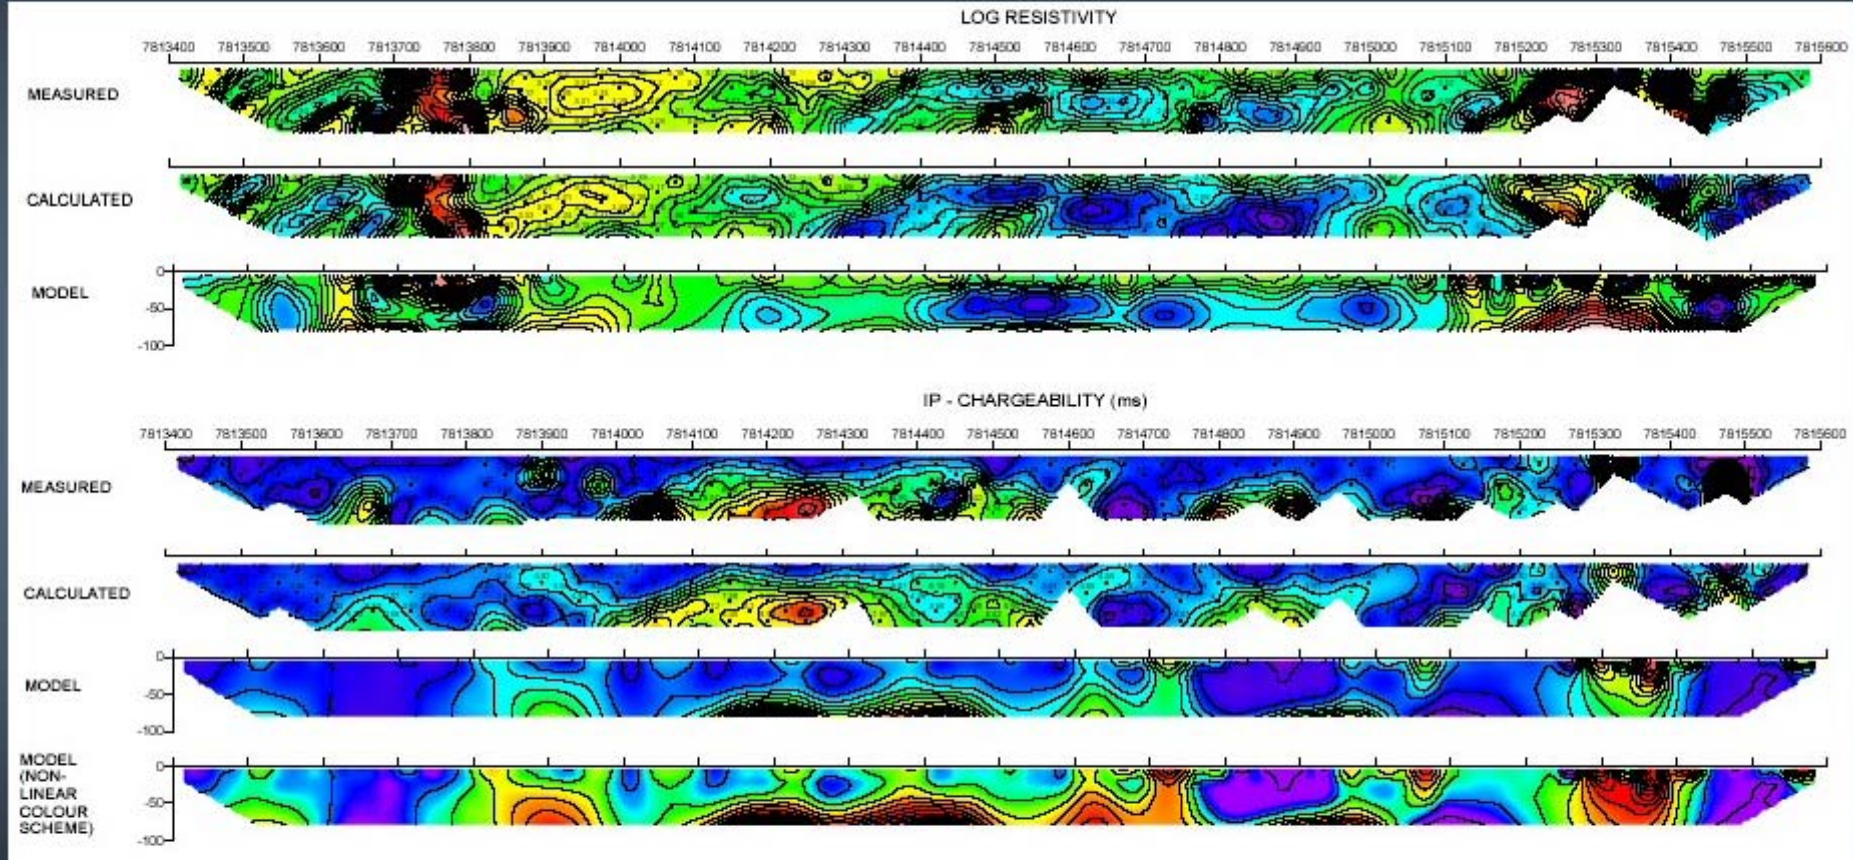 LOG RESISTIVITY
7813400 7813500 7813600 7813700 7813800 7813900 7814000 7814100 7814200 7814300 7814400 7814500 7814600 7814700 7814800 7814900 7815000 7815100 7815200 7815300 7815400 7815500 7815600
MEASURED
CALCULATED
0
MODEL
-50
-100
IP - CHARGEABILITY (ms)
7813400 7813500 7813600 7813700 7813800 7813900 7814000 7814100 7814200 7814300 7814400 7814500 7814600 7814700 7814800 7814900 7815000 7815100 7815200 7815300 7815400 7815500 7815600
MEASURED
CALCULATED
0
MODEL
-50
-100
MODEL
(NON-
LINEAR
COLOUR
SCHEME)
0
-50
-100